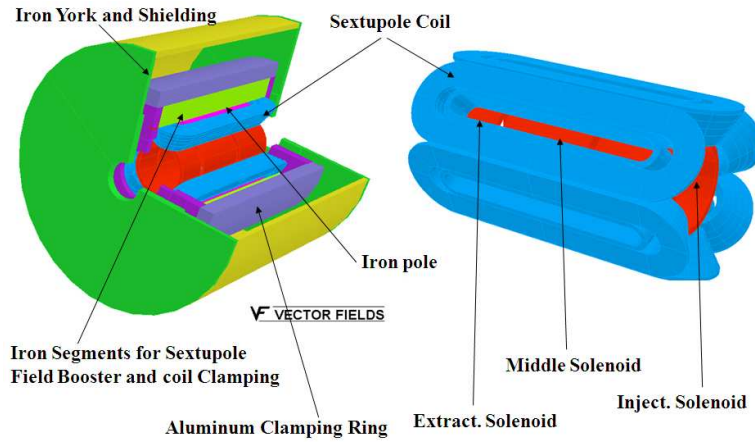 Iron York and Shielding
Sextupole Coil
Iron pole
VF VECTOR FIELDS
Iron Segments for Sextupole
Field Booster and coil Clamping
Middle Solenoid
Inject. Solenoid
Extract. Solenoid
Aluminum Clamping Ring